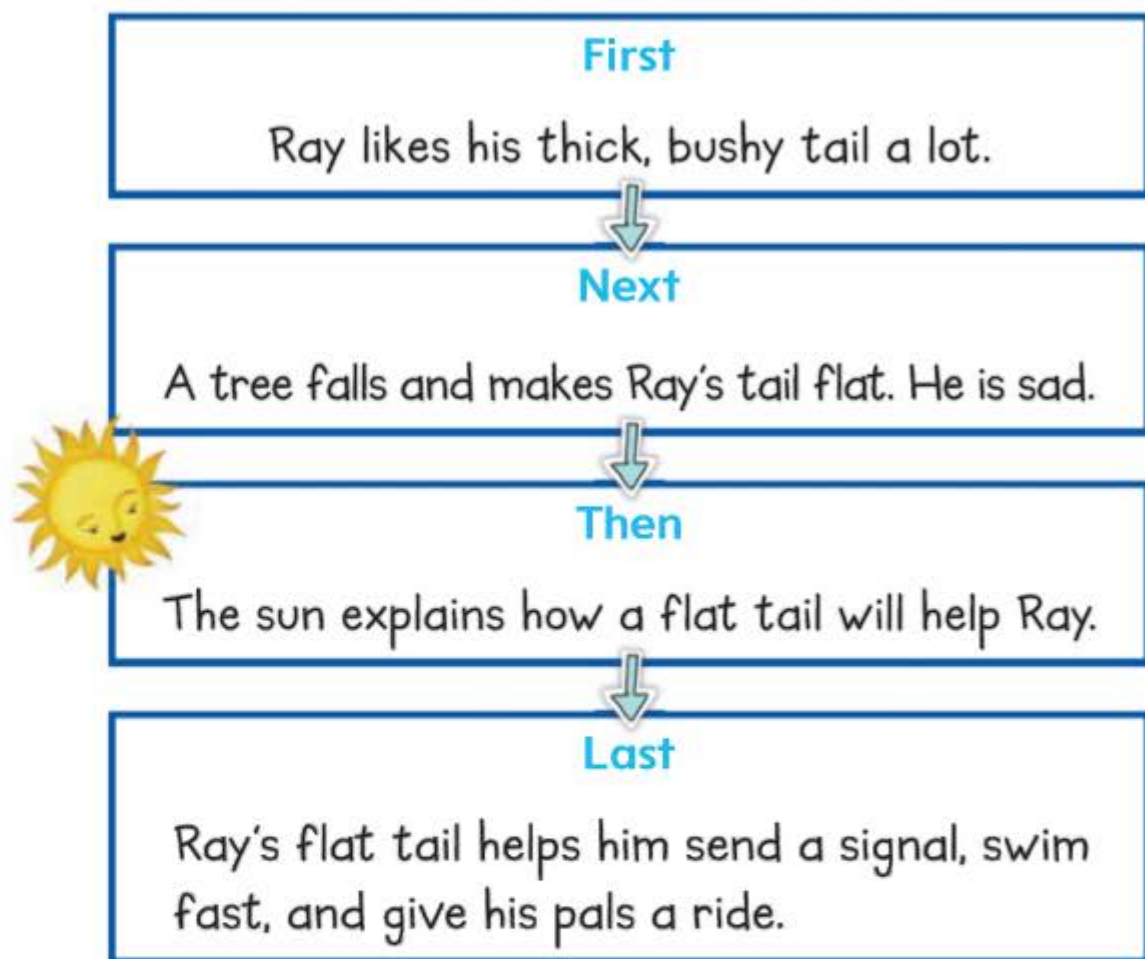 First
Ray likes his thick, bushy tail a lot.
Next
A tree falls and makes Ray's tail flat. He is sad.
Then
The sun explains how a flat tail will help Ray.
Last
Ray's flat tail helps him send a signal, swim
fast, and give his pals a ride.